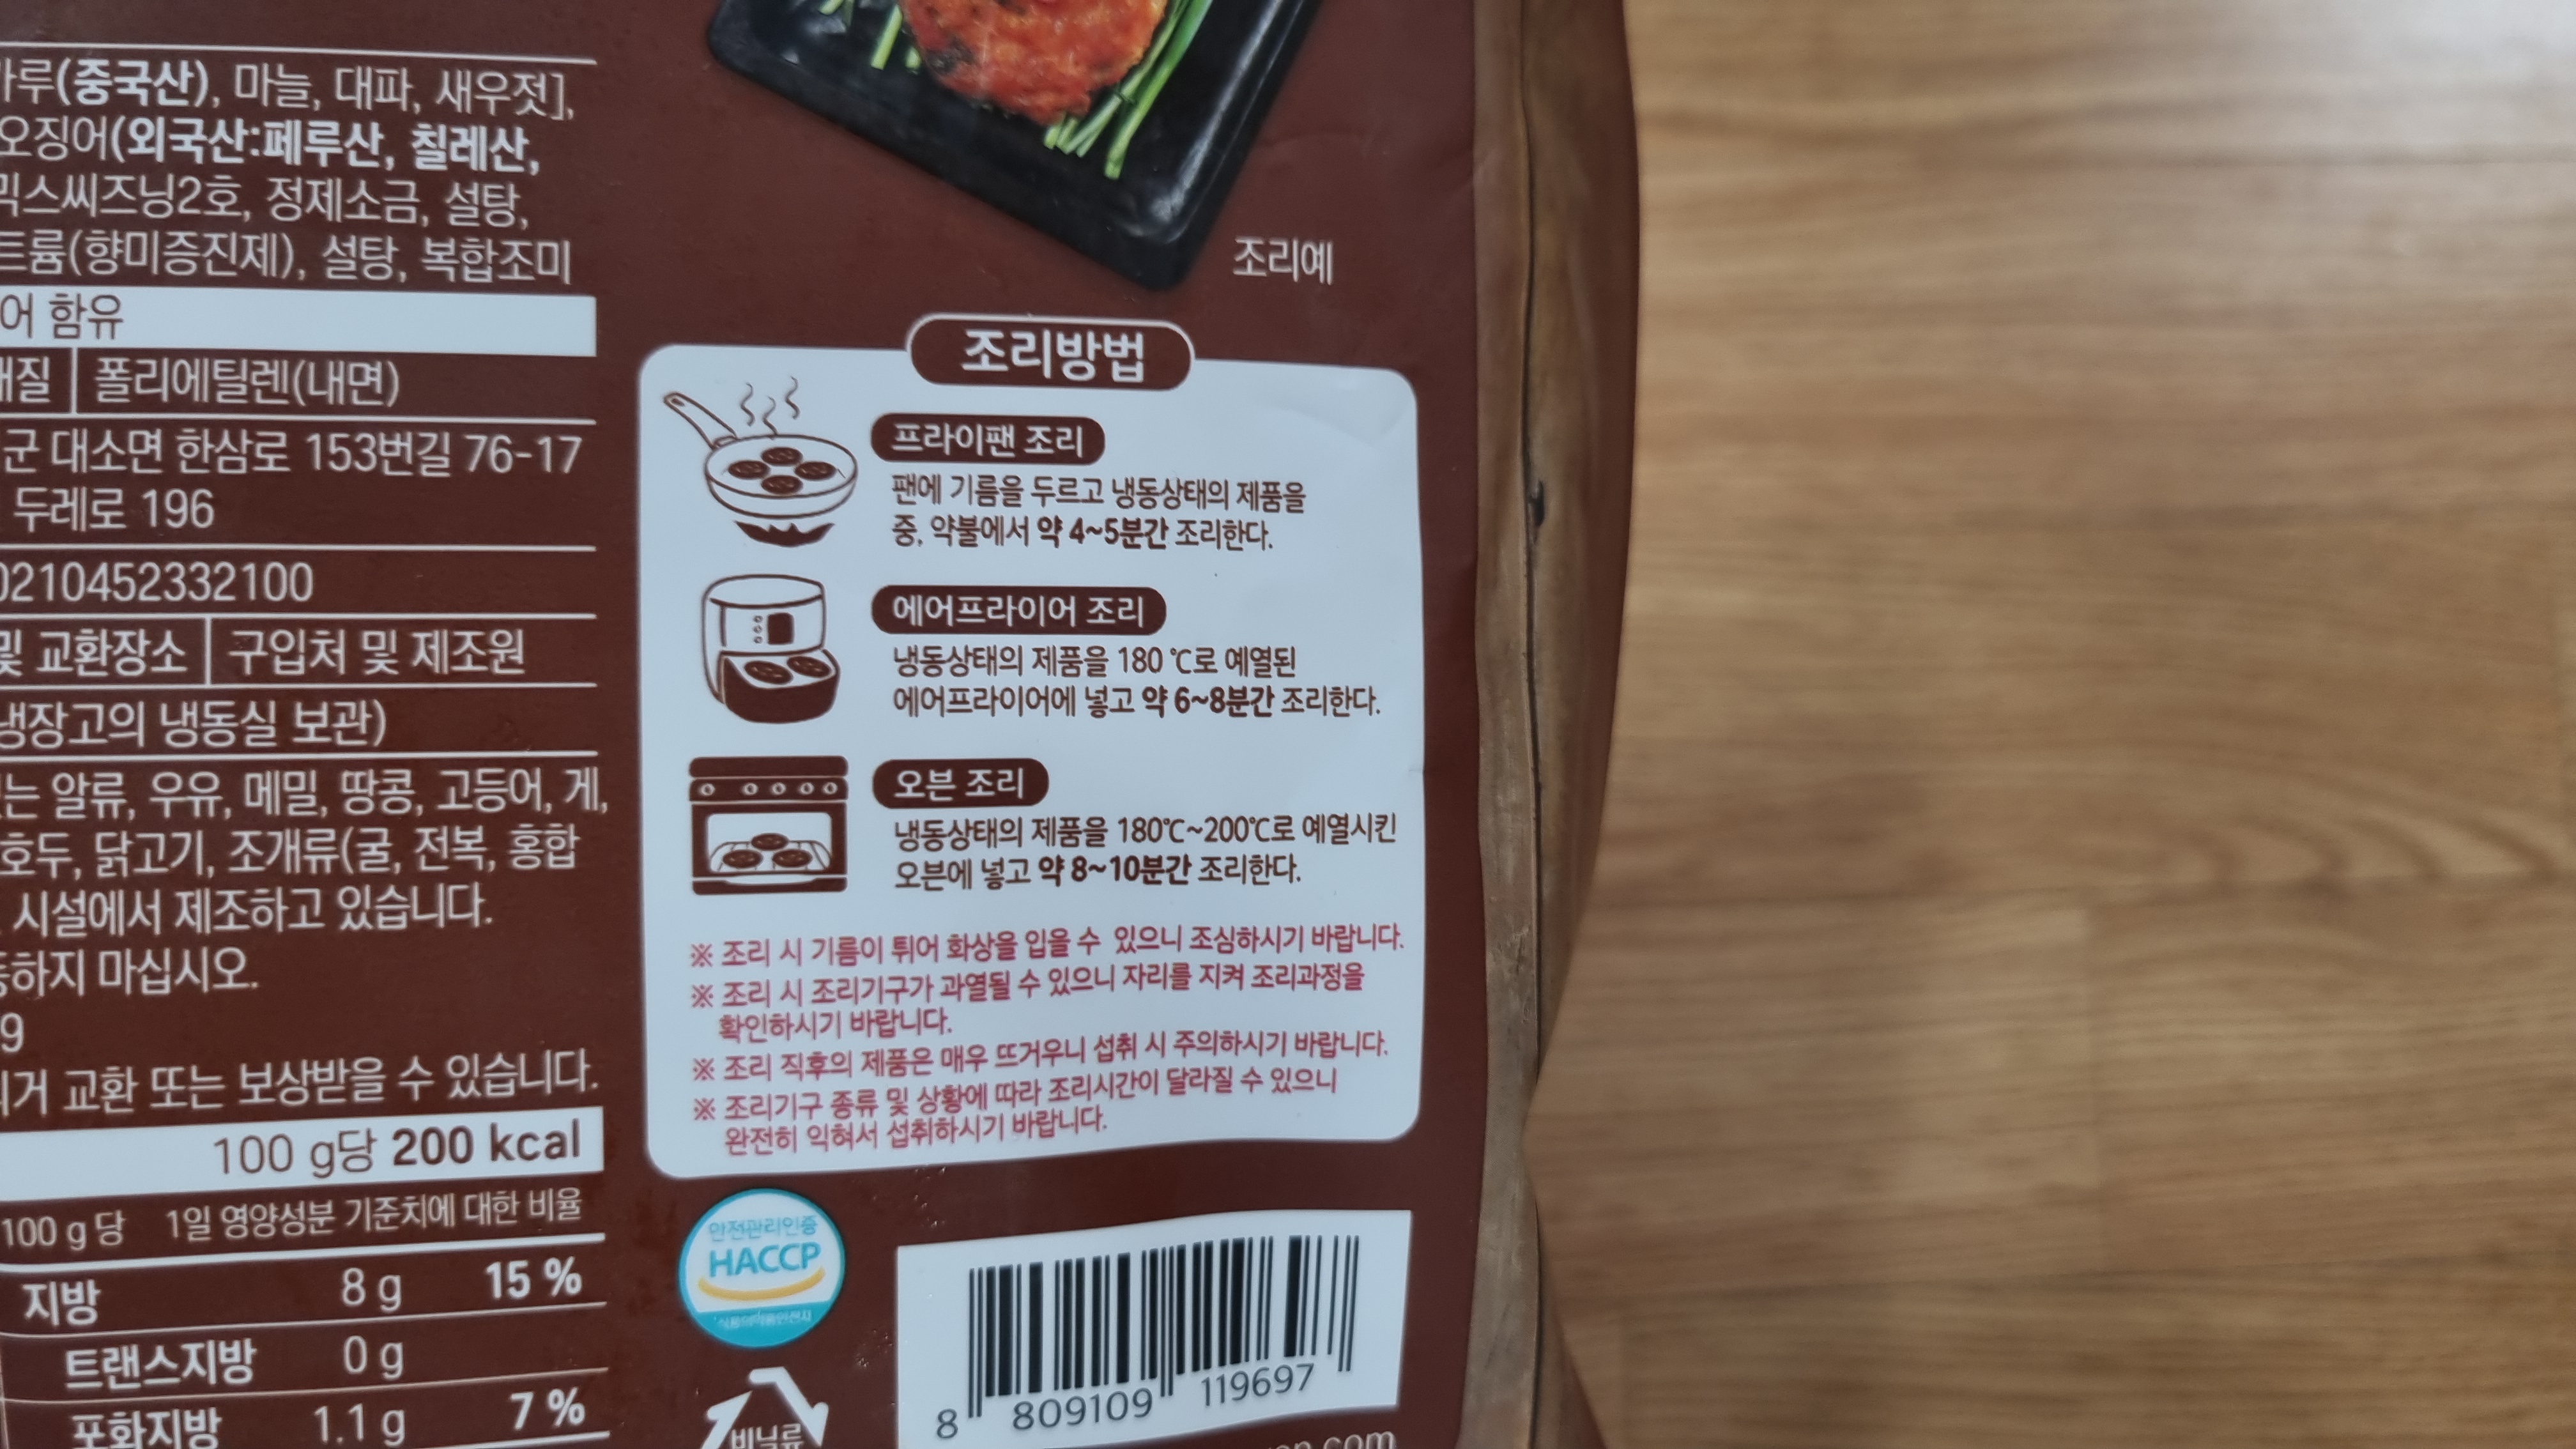 (중국산), 마늘, 대파, 새우젓],
오징어(외국산:페루산, 칠레산,
믹스씨즈닝2호, 정제소금, 설탕,
트륨(향미증진제), 설탕, 복합조미
어 함유
재질 폴리에틸렌(내면)
군 대소면 한삼로 153번길 76-17
두레로 196
0210452332100
및 교환장소 구입처 및 제조원
냉장고의 냉동실 보관)
는 알류, 우유, 메밀, 땅콩, 고등어, 게,
호두, 닭고기, 조개류(굴, 전복, 홍합
시설에서 제조하고 있습니다.
하지 마십시오.
9
거 교환 또는 보상받을 수 있습니다.
100 g당 200 kcal
100 g당 1일 영양성분 기준치에 대한 비율
지방 8 g 15 %
트랜스지방 0 g
포화지방 1.1 g 7 %
조리예
조리방법
프라이팬 조리
팬에 기름을 두르고 냉동상태의 제품을
중, 약불에서 약 4~5분간 조리한다.
에어프라이어 조리
냉동상태의 제품을 180 ℃로 예열된
에어프라이어에 넣고 약 6~8분간 조리한다.
오븐 조리
냉동상태의 제품을 180℃~200℃로 예열시킨
오븐에 넣고 약 8~10분간 조리한다.
※ 조리 시 기름이 튀어 화상을 입을 수 있으니 조심하시기 바랍니다.
※ 조리 시 조리기구가 과열될 수 있으니 자리를 지켜 조리과정을
확인하시기 바랍니다.
※ 조리 직후의 제품은 매우 뜨거우니 섭취 시 주의하시기 바랍니다.
※ 조리기구 종류 및 상황에 따라 조리시간이 달라질 수 있으니
완전히 익혀서 섭취하시기 바랍니다.
안전관리인증
HACCP
식품의약품안전처
비닐류
8 809109 119697
.com